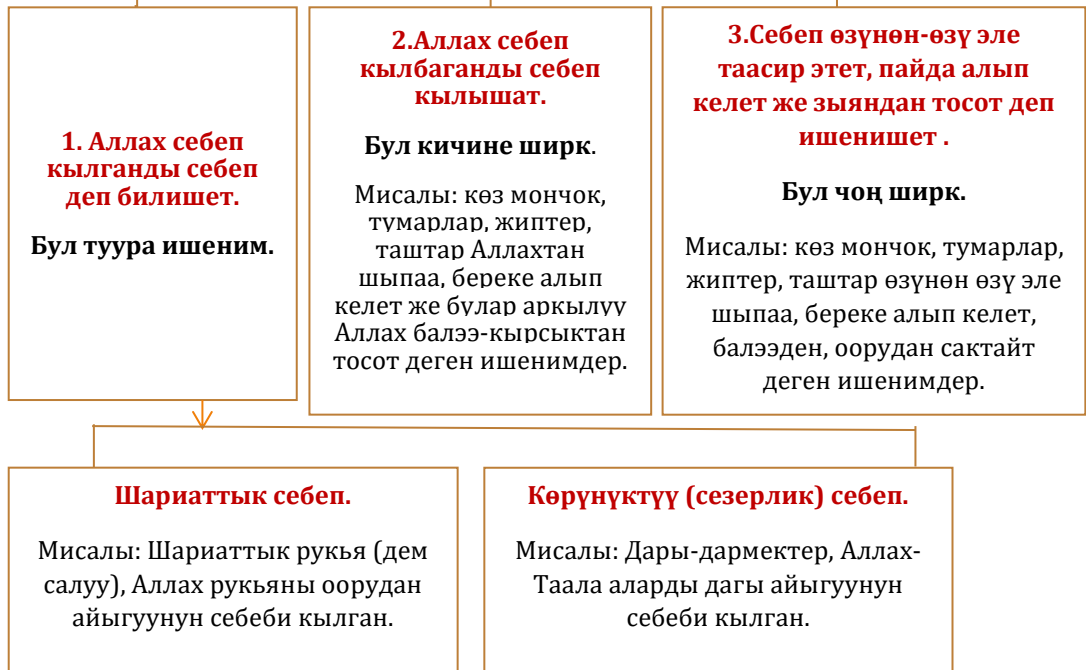 1. Аллах себеп
кылганды себеп
деп билишет.
Бул туура ишеним.
2.Аллах себеп
кылбаганды себеп
кылышат.
Бул кичине ширк.
Мисалы: көз мончок,
тумарлар, жиптер,
таштар Аллахтан
шыпаа, береке алып
келет же булар аркылуу
Аллах балээ-кырсыктан
тосот деген ишенимдер.
3.Себеп өзүнөн-өзү эле
таасир этет, пайда алып
келет же зыяндан тосот деп
ишенишет .
Бул чоң ширк.
Мисалы: көз мончок, тумарлар,
жиптер, таштар өзүнөн өзү эле
шыпаа, береке алып келет,
балээден, оорудан сактайт
деген ишенимдер.
Шариаттык себеп.
Мисалы: Шариаттык рукья (дем
салуу), Аллах рукьяны оорудан
айыгуунун себеби кылган.
Көрүнүктүү (сезерлик) себеп.
Мисалы: Дары-дармектер, Аллах-
Таала аларды дагы айыгуунун
себеби кылган.